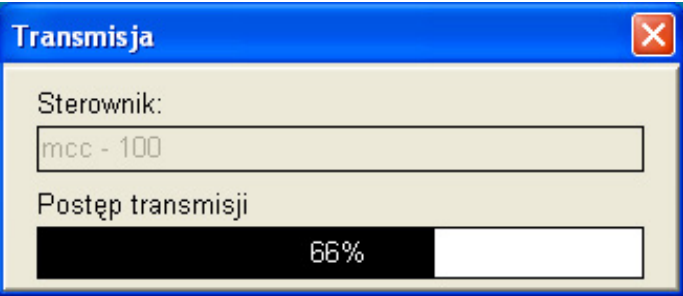 Transmisja
Sterownik:
mcc - 100
Postęp transmisji
66%